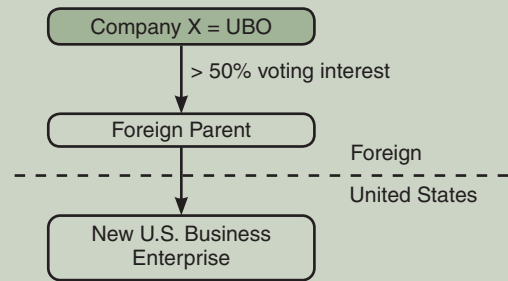 Company X = UBO
> 50% voting interest
Foreign Parent
Foreign
United States
New U.S. Business
Enterprise